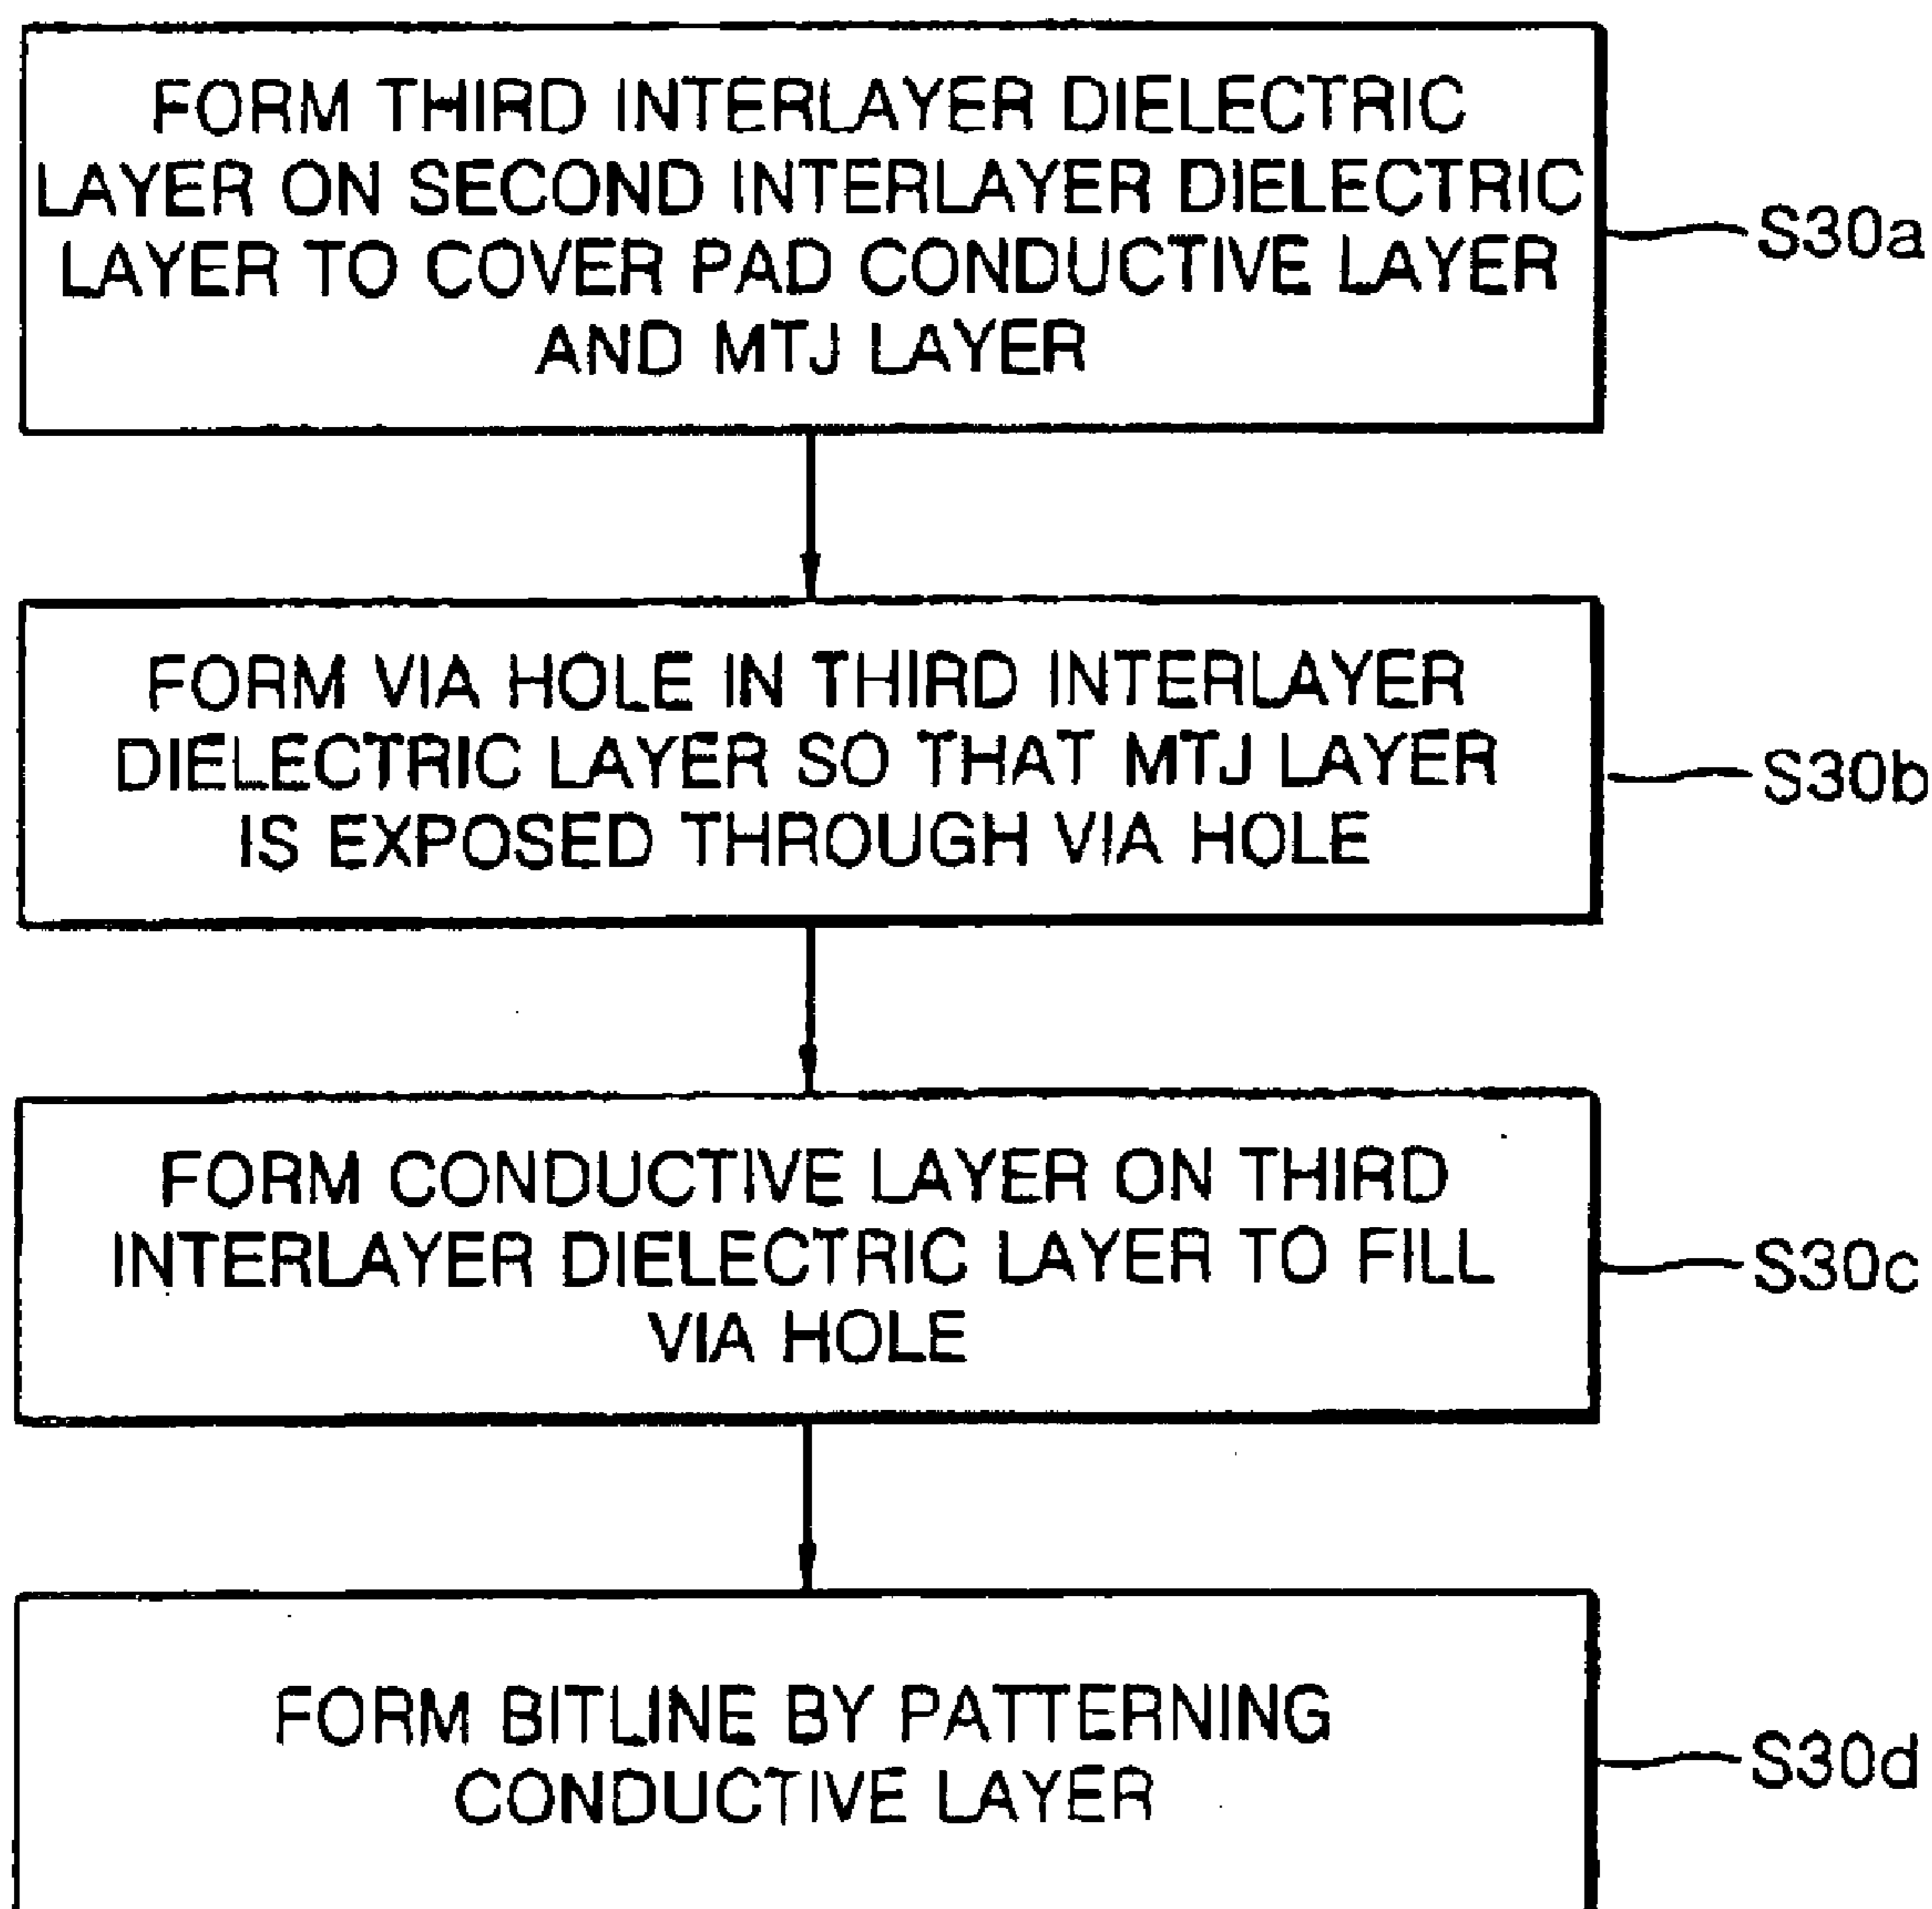 FORM THIRD INTERLAYER DIELECTRIC
LAYER ON SECOND INTERLAYER DIELECTRIC
LAYER TO COVER PAD CONDUCTIVE LAYER
AND MTJ LAYER
S30a
FORM VIA HOLE IN THIRD INTERLAYER
DIELECTRIC LAYER SO THAT MTJ LAYER
IS EXPOSED THROUGH VIA HOLE
S30b
FORM CONDUCTIVE LAYER ON THIRD
INTERLAYER DIELECTRIC LAYER TO FILL
VIA HOLE
S30c
FORM BITLINE BY PATTERNING
CONDUCTIVE LAYER
S30d